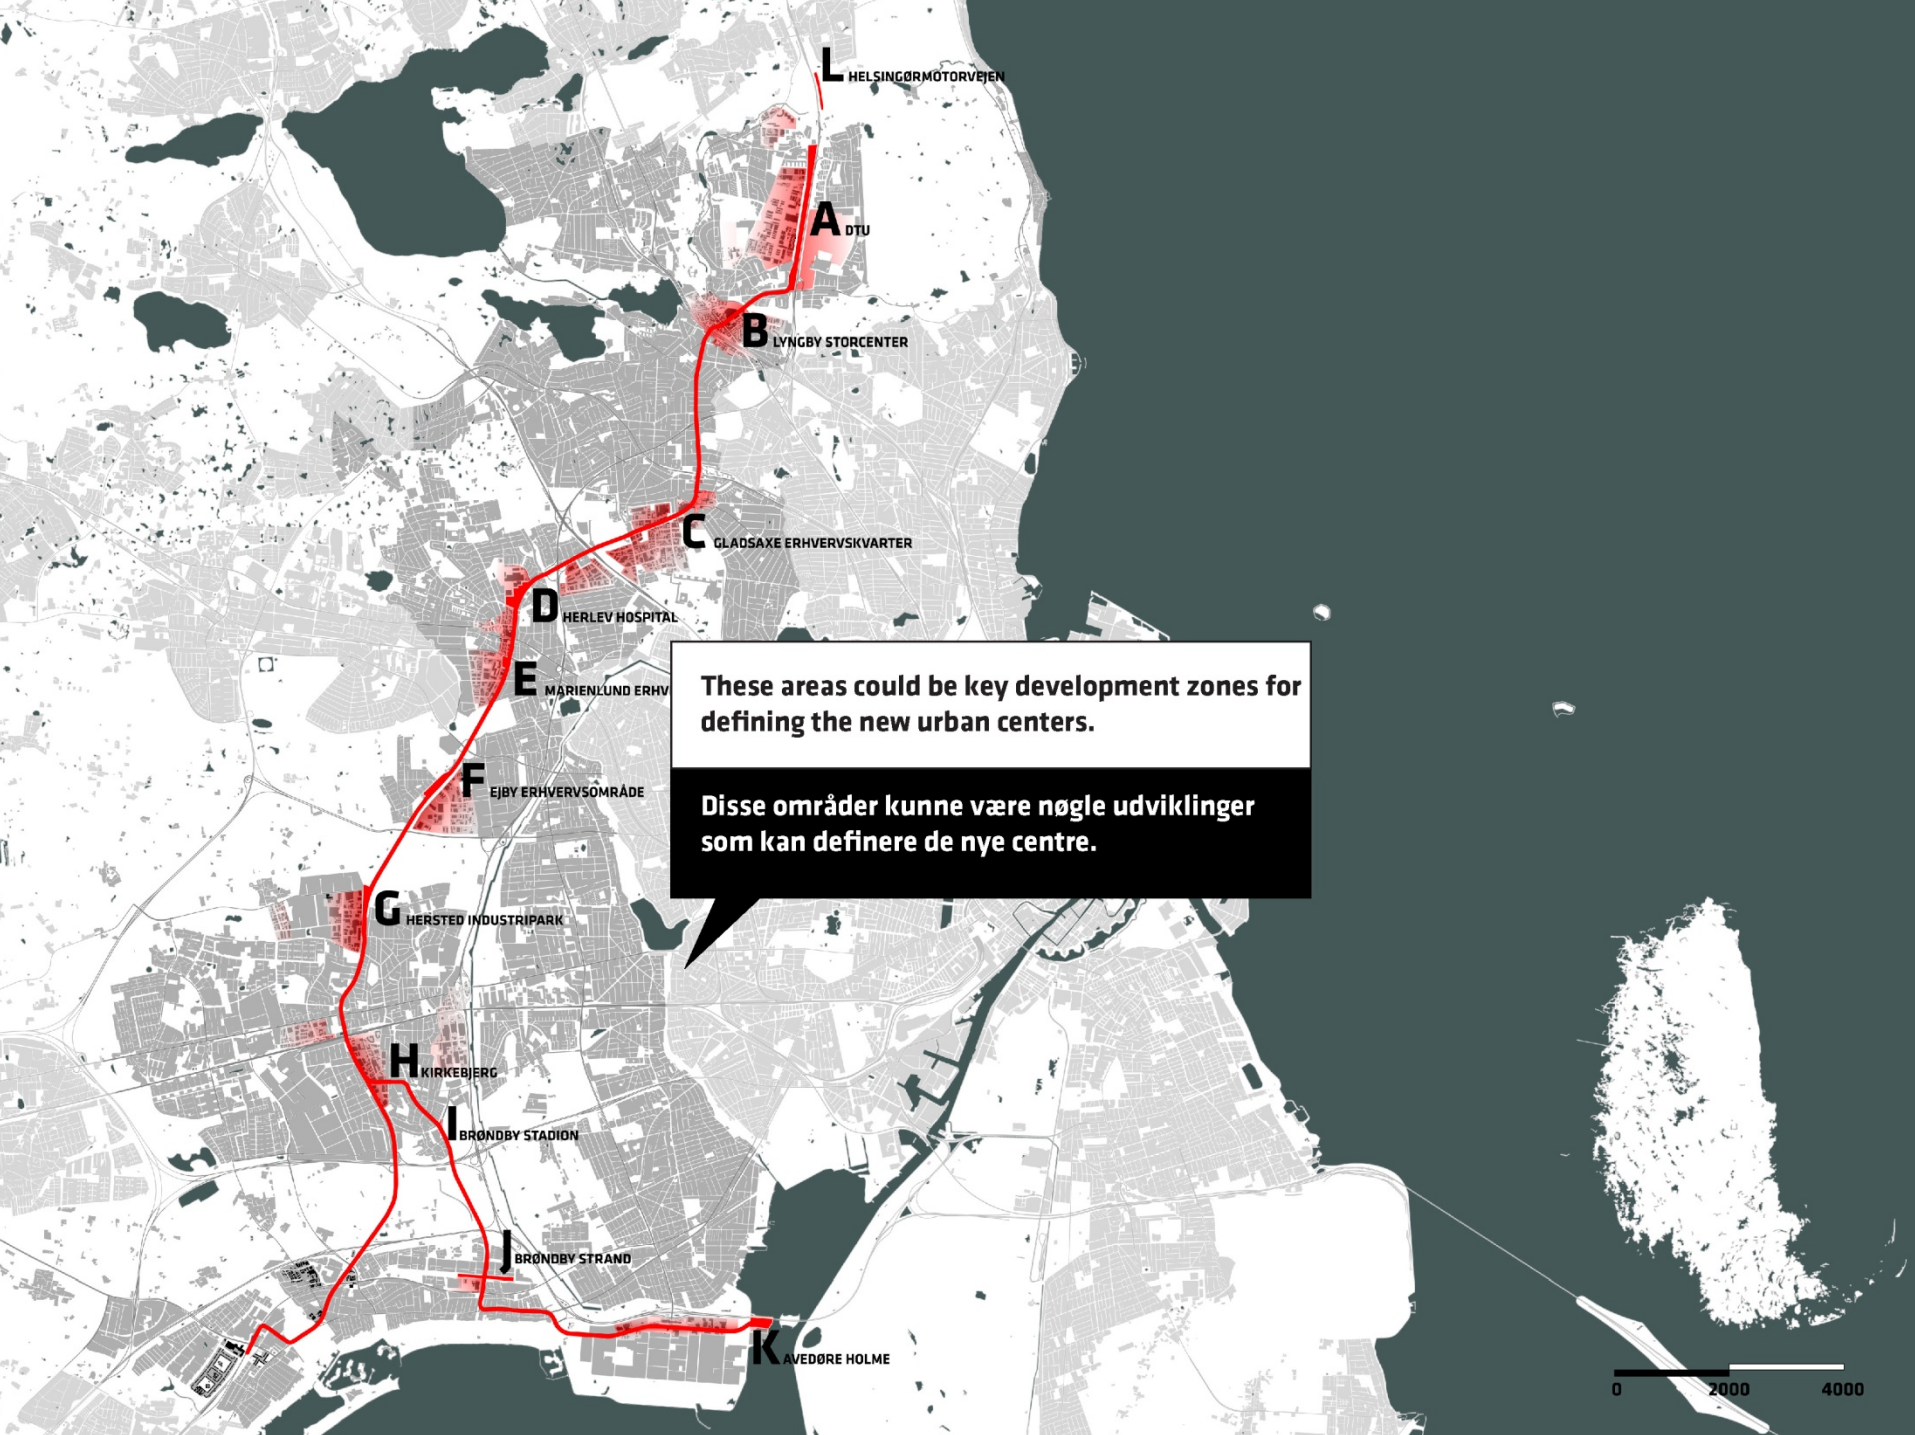 L HELSINGØRMOTORVEJEN
A DTU
B LYNGBY STORCENTER
C GLADSAXE ERHVERVSKVARTER
D HERLEV HOSPITAL
E MARIENLUND ERHV
These areas could be key development zones for
defining the new urban centers.
F EJBY ERHVERVSOMRÅDE
Disse områder kunne være nøgle udviklinger
som kan definere de nye centre.
G HERSTED INDUSTRIPARK
H KIRKEBJERG
I BRØNDBY STADION
J BRØNDBY STRAND
K AVEDØRE HOLME
0 2000 4000